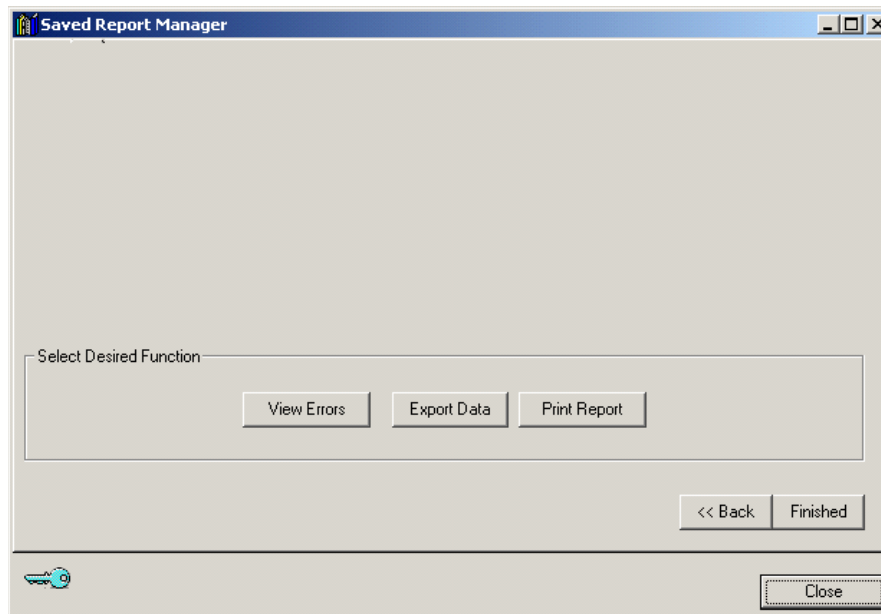 Saved Report Manager
Select Desired Function
View Errors Export Data Print Report
<< Back Finished
Close